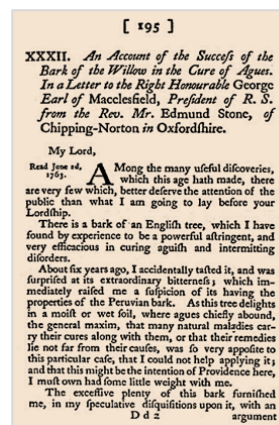 [ 195 ]
XXXII. An Account of the Succeſs of the
Bark of the Willow in the Cure of Agues.
In a Letter to the Right Honourable George
Earl of Macclesfield, Preſident of R. S.
from the Rev. Mr. Edmund Stone, of
Chipping-Norton in Oxfordſhire.
My Lord,
Read June 2d,
1763.
AMong the many uſeful diſcoveries,
which this age hath made, there
are very few which, better deſerve the attention of the
public than what I am going to lay before your
Lordſhip.
There is a bark of an Engliſh tree, which I have
found by experience to be a powerful aſtringent, and
very efficacious in curing aguiſh and intermitting
diſorders.
About ſix years ago, I accidentally taſted it, and was
ſurpriſed at its extraordinary bitterneſs; which im-
mediately raiſed me a ſuſpicion of its having the
properties of the Peruvian bark. As this tree delights
in a moiſt or wet ſoil, where agues chiefly abound,
the general maxim, that many natural maladies car-
ry their cures along with them, or that their remedies
lie not far from their cauſes, was ſo very appoſite to
this particular caſe, that I could not help applying it;
and that this might be the intention of Providence here,
I muſt own had ſome little weight with me.
The exceſſive plenty of this bark furniſhed
me, in my ſpeculative diſquiſitions upon it, with an
D d 2 argument